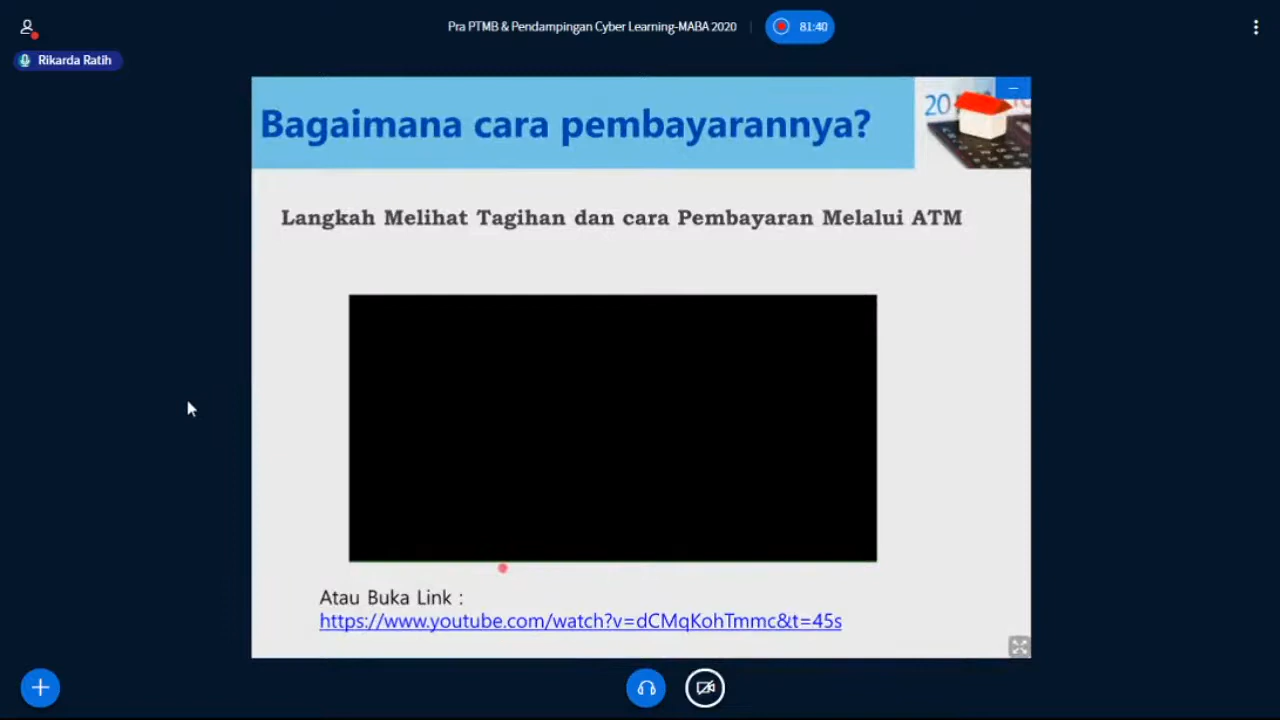 Pra PTMB & Pendampingan Cyber Learning-MABA 2020
81:40
Rikarda Ratih
Bagaimana cara pembayarannya?
20
Langkah Melihat Tagihan dan cara Pembayaran Melalui ATM
Atau Buka Link :
https://www.youtube.com/watch?v=dCMqKohTmmc&t=45s